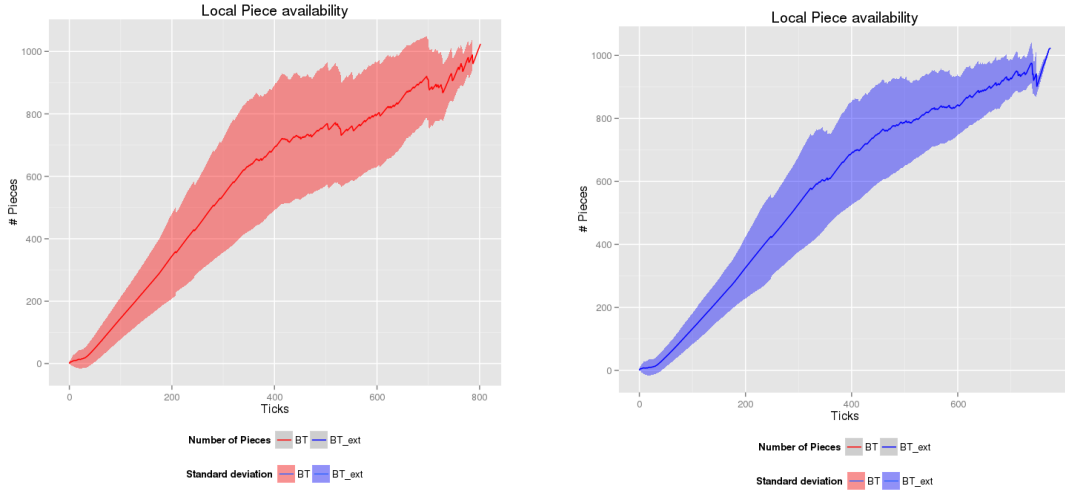 Local Piece availability
1000
800
600
400
200
0
# Pieces
0 200 400 600 800
Ticks
Number of Pieces BT BT_ext
Standard deviation BT BT_ext
Local Piece availability
1000
800
600
400
200
0
# Pieces
0 200 400 600
Ticks
Number of Pieces BT BT_ext
Standard deviation BT BT_ext